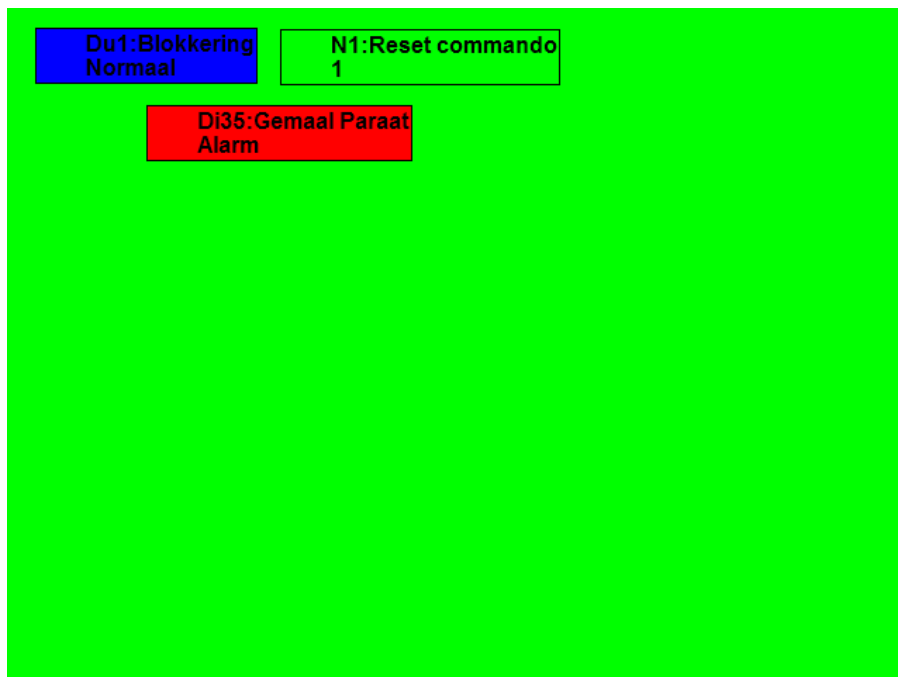 Du1:Blokkering
Normaal
N1:Reset commando
1
Di35:Gemaal Paraat
Alarm